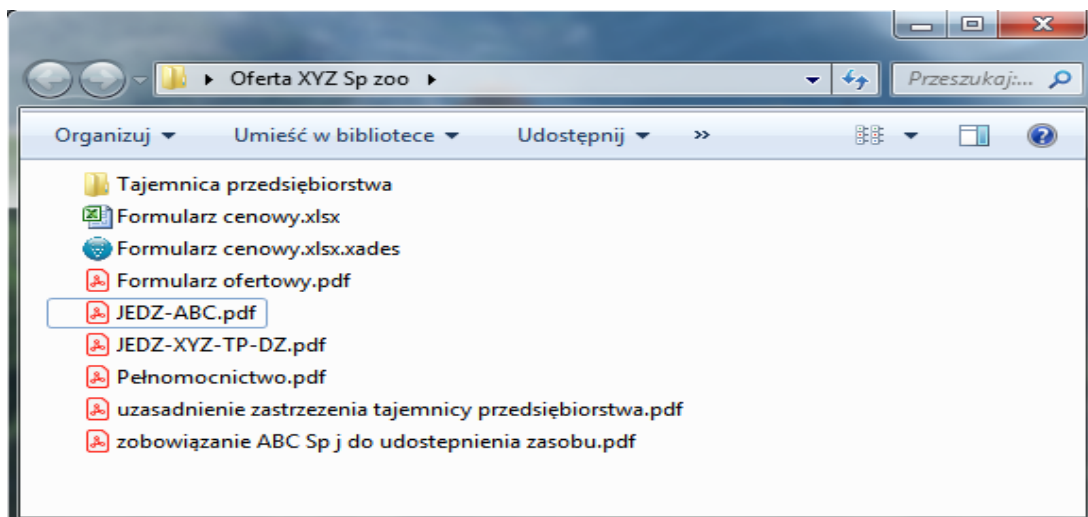 Oferta XYZ Sp zoo
Przeszukaj:...
Organizuj Umieść w bibliotece Udostępnij »
Tajemnica przedsiębiorstwa
Formularz cenowy.xlsx
Formularz cenowy.xlsx.xades
Formularz ofertowy.pdf
JEDZ-ABC.pdf
JEDZ-XYZ-TP-DZ.pdf
Pełnomocnictwo.pdf
uzasadnienie zastrzezenia tajemnicy przedsiębiorstwa.pdf
zobowiązanie ABC Sp j do udostepnienia zasobu.pdf